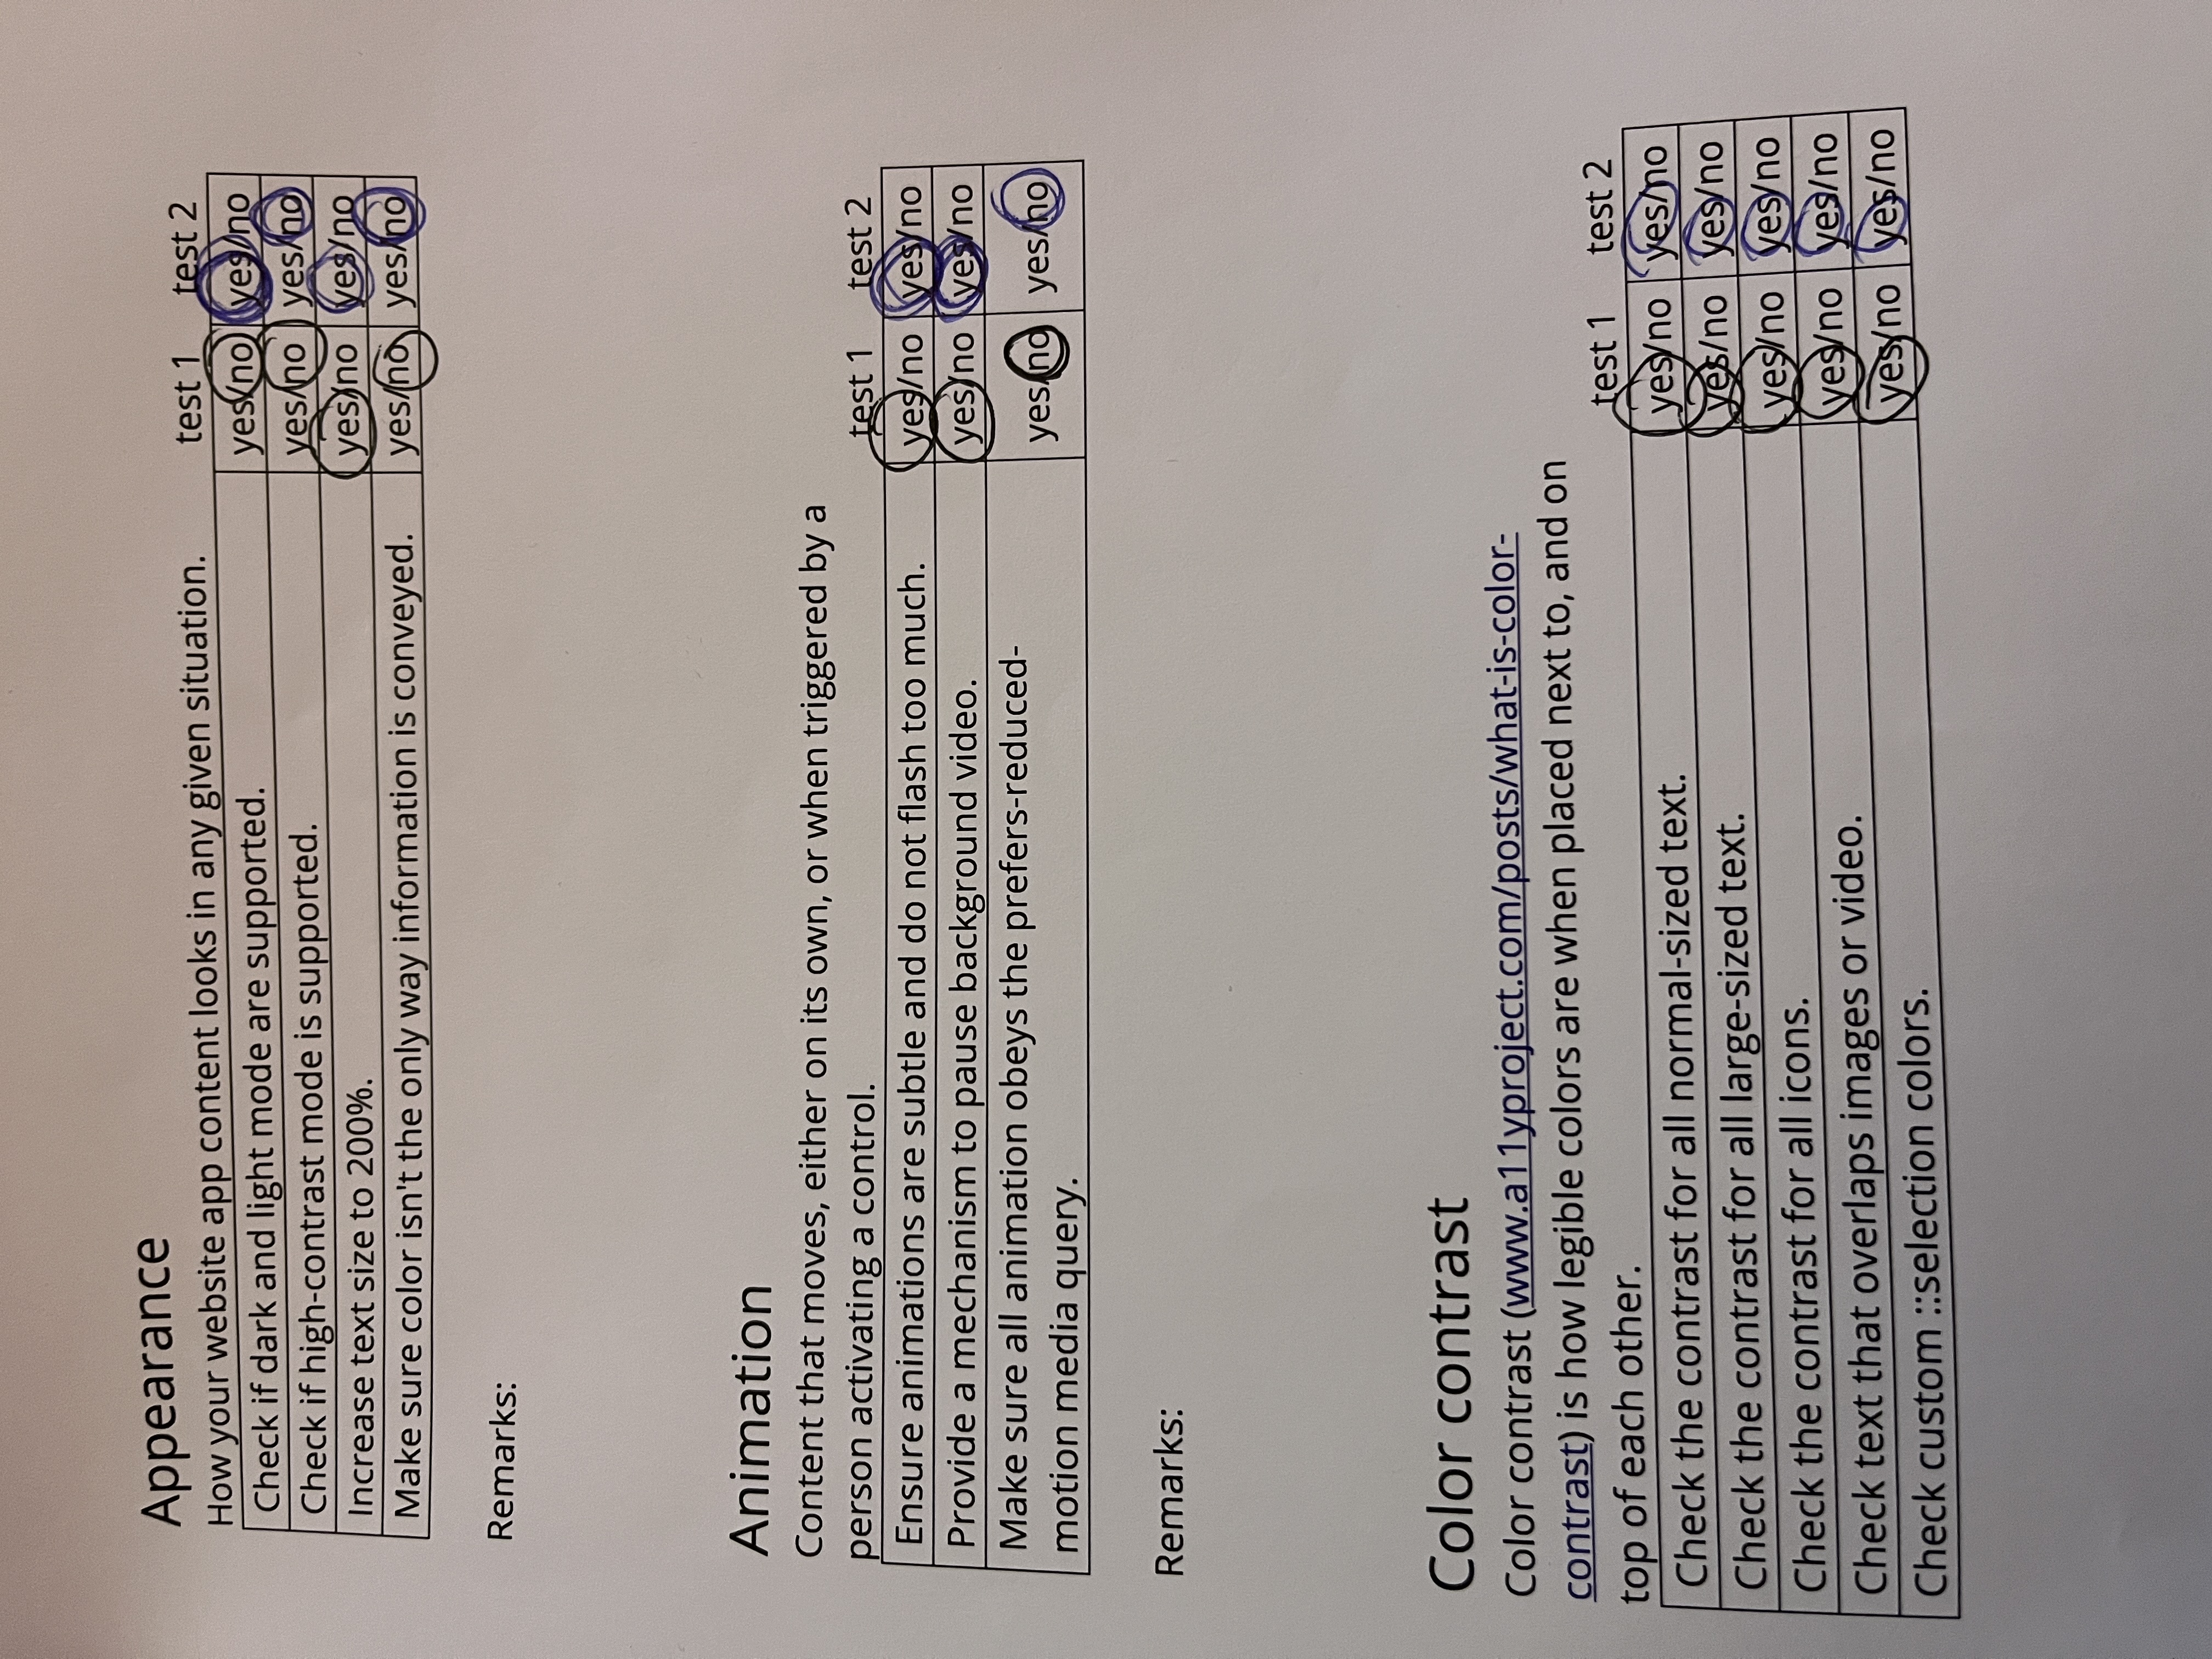 Appearance
How your website app content looks in any given situation. test 1 test 2
Check if dark and light mode are supported. yes/no yes/no
Check if high-contrast mode is supported. yes/no yes/no
Increase text size to 200%. yes/no yes/no
Make sure color isn't the only way information is conveyed. yes/no yes/no
Remarks:
Animation
Content that moves, either on its own, or when triggered by a
person activating a control. test 1 test 2
Ensure animations are subtle and do not flash too much. yes/no yes/no
Provide a mechanism to pause background video. yes/no yes/no
Make sure all animation obeys the prefers-reduced-
motion media query. yes/no yes/no
Remarks:
Color contrast
Color contrast (www.a11yproject.com/posts/what-is-color-
contrast) is how legible colors are when placed next to, and on
top of each other. test 1 test 2
Check the contrast for all normal-sized text. yes/no yes/no
Check the contrast for all large-sized text. yes/no yes/no
Check the contrast for all icons. yes/no yes/no
Check text that overlaps images or video. yes/no yes/no
Check custom ::selection colors. yes/no yes/no